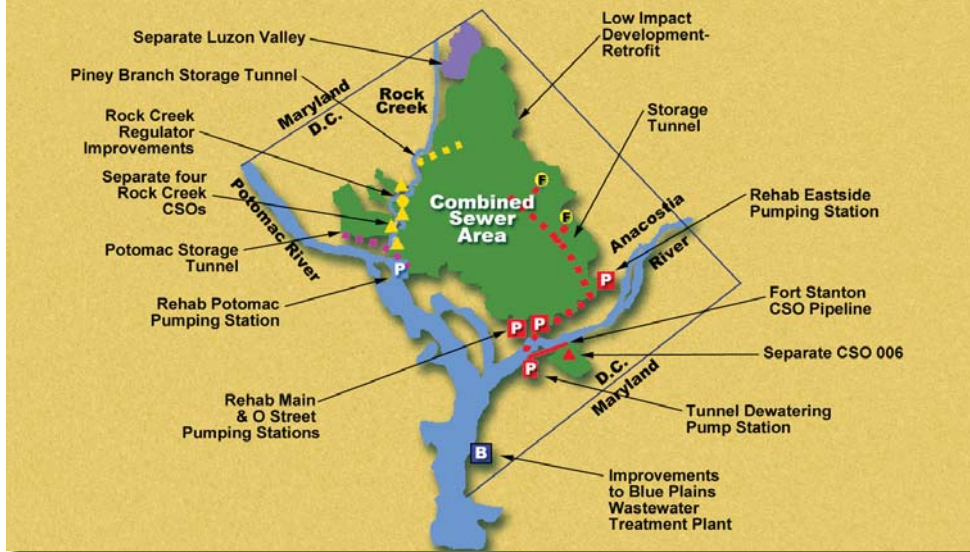 Separate Luzon Valley
Piney Branch Storage Tunnel
Rock Creek
Regulator
Improvements
Separate four
Rock Creek
CSOs
Potomac Storage
Tunnel
Rehab Potomac
Pumping Station
Rehab Main
& O Street
Pumping Stations
Maryland
D.C.
Rock
Creek
Potomac River
Combined
Sewer
Area
Low Impact
Development-
Retrofit
Storage
Tunnel
F
F
Anacostia
River
Rehab Eastside
Pumping Station
P
P
P
P
P
Fort Stanton
CSO Pipeline
Separate CSO 006
D.C.
Maryland
Tunnel Dewatering
Pump Station
B
Improvements
to Blue Plains
Wastewater
Treatment Plant